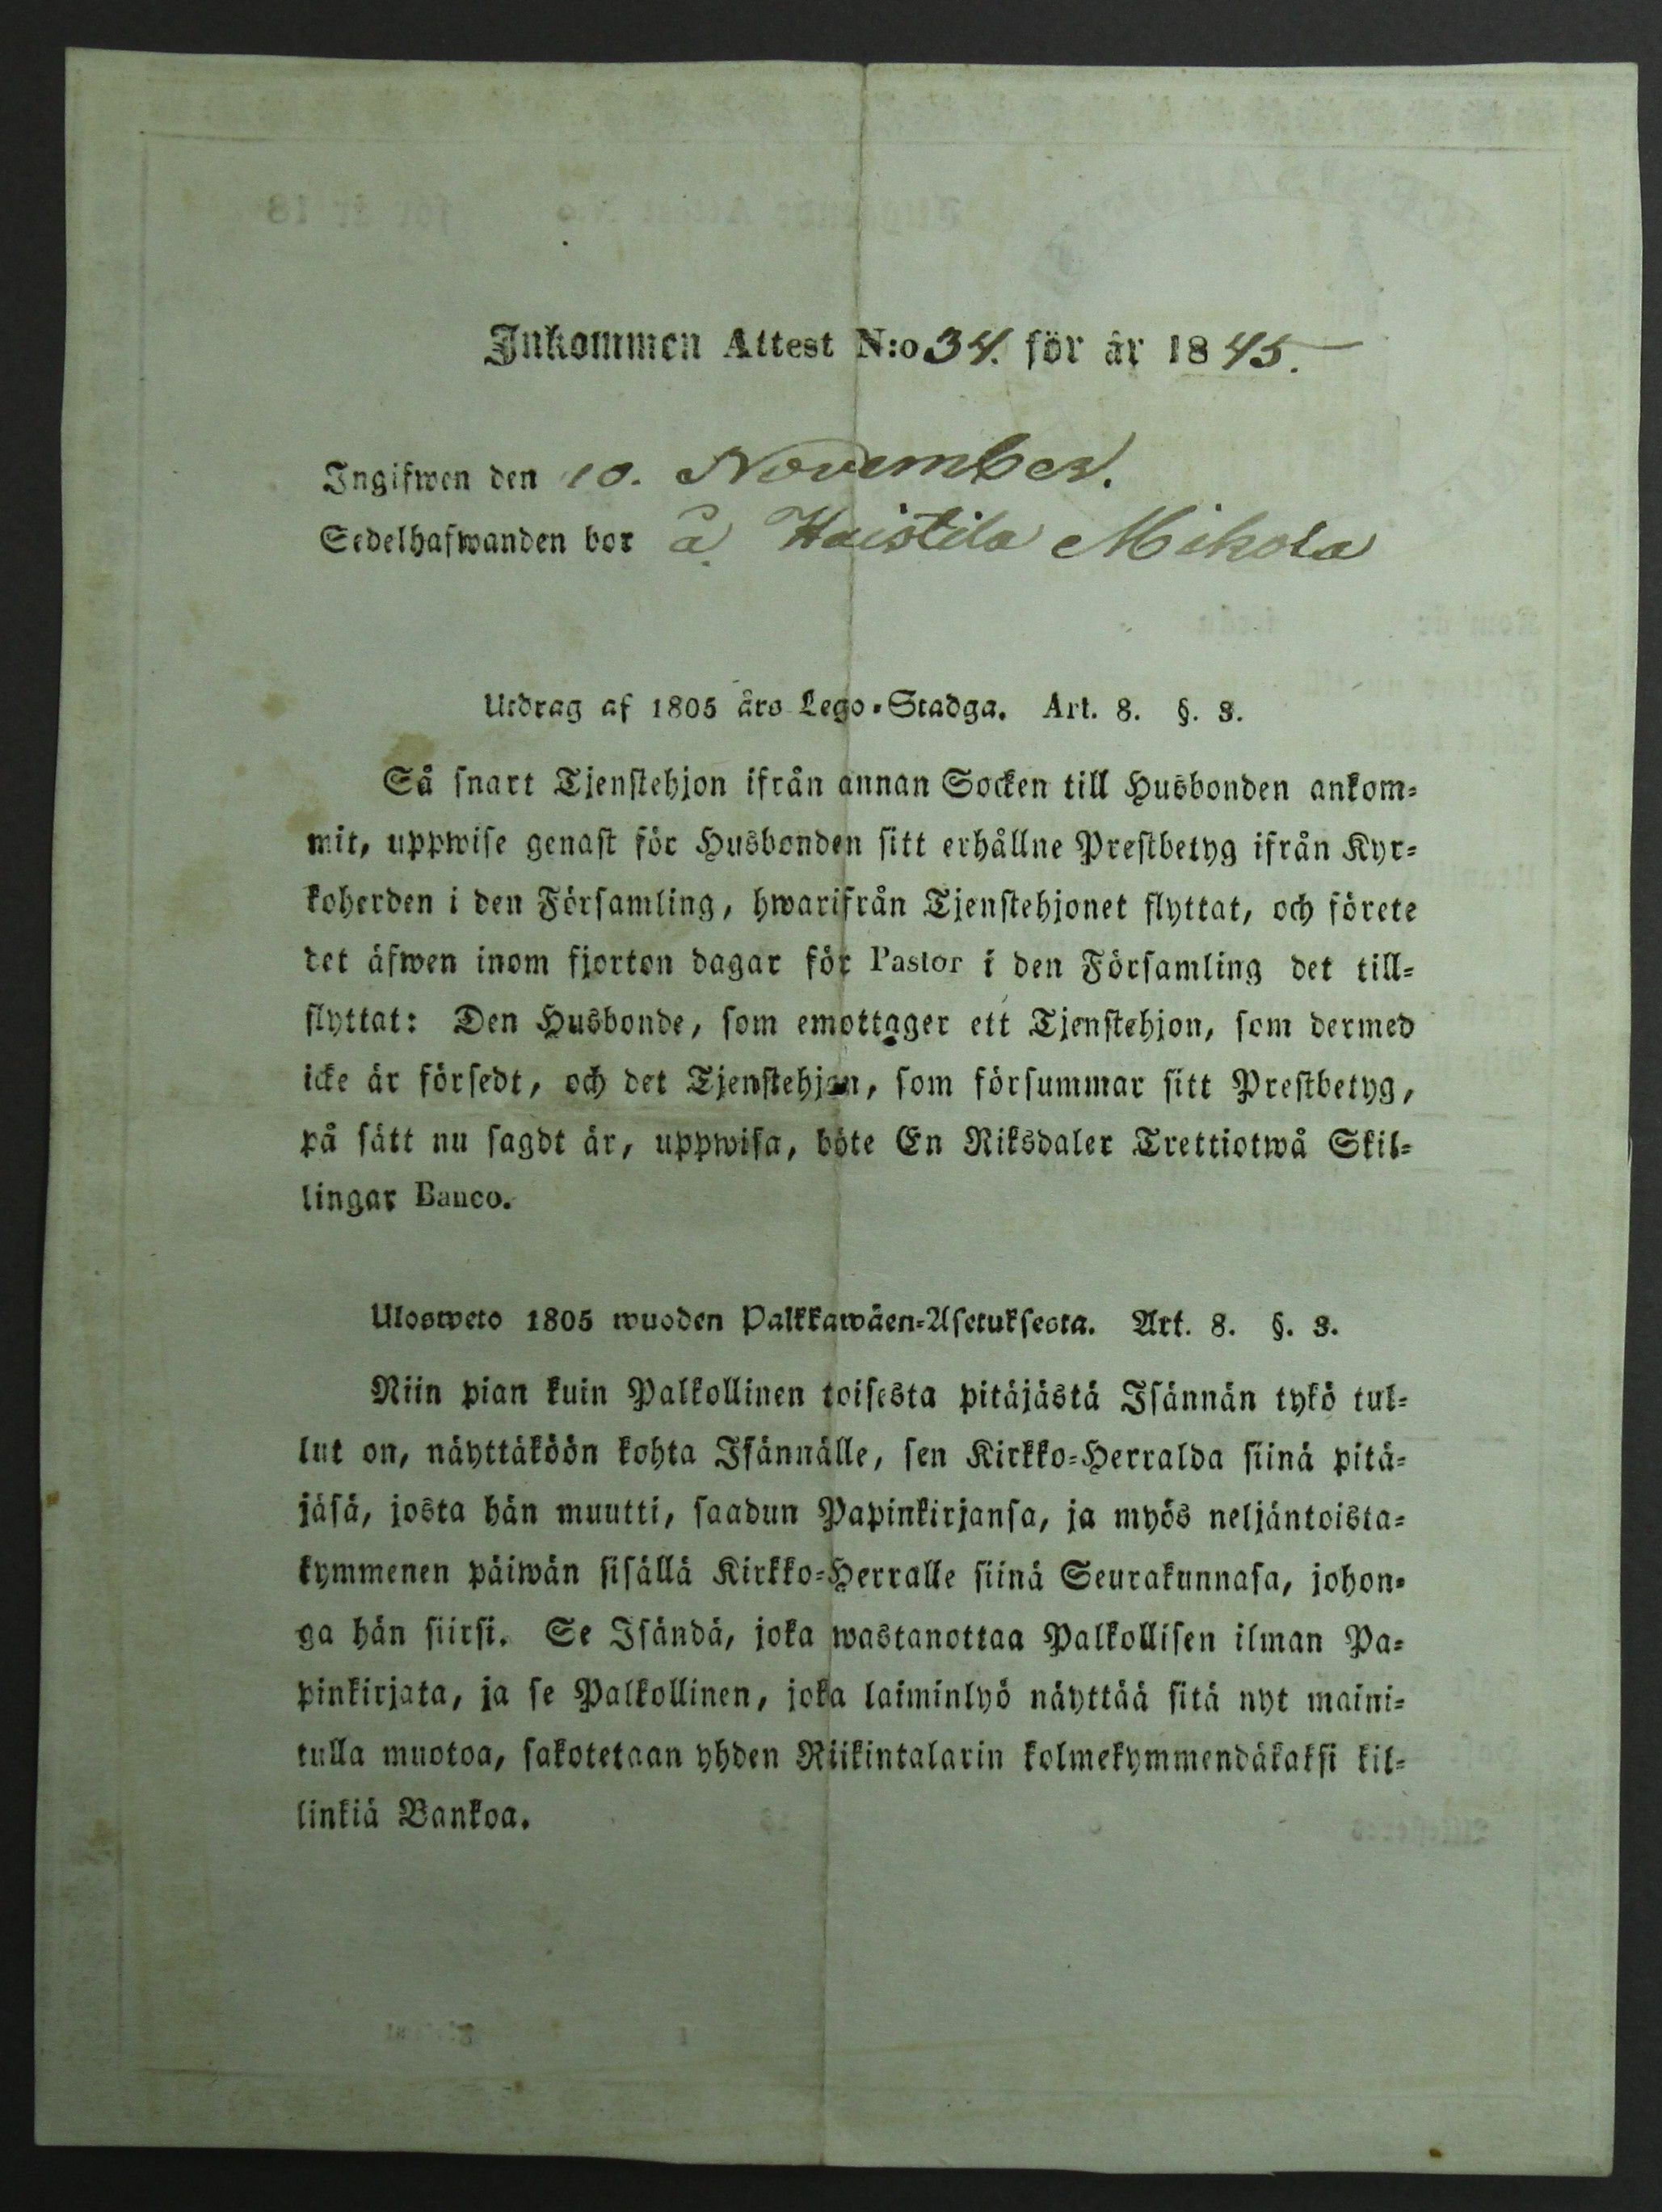 Inkommen Attest N:o 34. för år 1845.
Ingifwen den 10. November.
Sedelhafwanden bor å Haistila Mikola
Utdrag af 1805 års Lego-Stadga. Art. 8. §. 3.
Så snart Tjenstehjon ifrån annan Socken till Husbonden ankom-
mit, uppwise genast för Husbonden sitt erhållne Prestbetyg ifrån Kyr-
koherden i den Församling, hwarifrån Tjenstehjonet flyttat, och förete
det äfwen inom fjorton dagar för Pastor i den Församling det till-
flyttat: Den Husbonde, som emottager ett Tjenstehjon, som dermed
icke är försedt, och det Tjenstehjon, som försummar sitt Prestbetyg,
på sätt nu sagdt är, uppwisa, böte En Riksdaler Trettiotwå Skil-
lingar Banco.
Ulosweto 1805 wuoden Palkkawäen-Asetuksesta. Art. 8. §. 3.
Niin pian kuin Palkollinen toisesta pitäjästä Isännän tykö tul-
lut on, näyttäköön kohta Isännälle, sen Kirkko-Herralda siinä pitä-
jäsä, josta hän muutti, saadun Papinkirjansa, ja myös neljäntoista-
kymmenen päiwän sisällä Kirkko-Herralle siinä Seurakunnasa, johon-
ga hän siirsi. Se Isändä, joka wastanottaa Palkollisen ilman Pa-
pinkirjata, ja se Palkollinen, joka laiminlyö näyttää sitä nyt maini-
tulla muotoa, sakotetaan yhden Riikintalarin kolmekymmendäkaksi kil-
linkiä Bankoa.